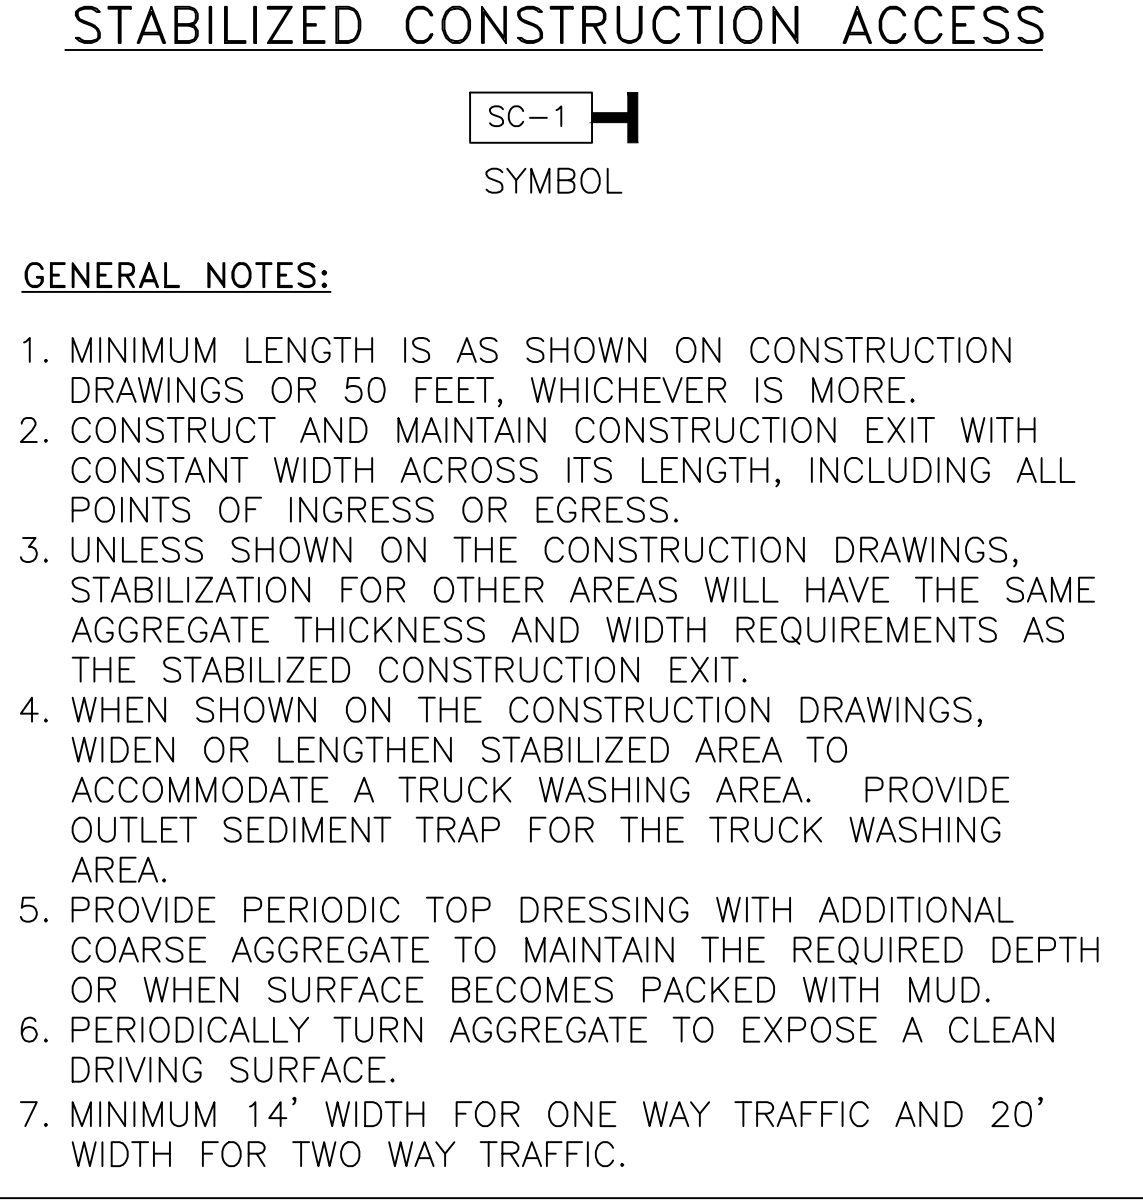 STABILIZED CONSTRUCTION ACCESS
SC-1
SYMBOL
GENERAL NOTES:
1. MINIMUM LENGTH IS AS SHOWN ON CONSTRUCTION
DRAWINGS OR 50 FEET, WHICHEVER IS MORE.
2. CONSTRUCT AND MAINTAIN CONSTRUCTION EXIT WITH
CONSTANT WIDTH ACROSS ITS LENGTH, INCLUDING ALL
POINTS OF INGRESS OR EGRESS.
3. UNLESS SHOWN ON THE CONSTRUCTION DRAWINGS,
STABILIZATION FOR OTHER AREAS WILL HAVE THE SAME
AGGREGATE THICKNESS AND WIDTH REQUIREMENTS AS
THE STABILIZED CONSTRUCTION EXIT.
4. WHEN SHOWN ON THE CONSTRUCTION DRAWINGS,
WIDEN OR LENGTHEN STABILIZED AREA TO
ACCOMMODATE A TRUCK WASHING AREA. PROVIDE
OUTLET SEDIMENT TRAP FOR THE TRUCK WASHING
AREA.
5. PROVIDE PERIODIC TOP DRESSING WITH ADDITIONAL
COARSE AGGREGATE TO MAINTAIN THE REQUIRED DEPTH
OR WHEN SURFACE BECOMES PACKED WITH MUD.
6. PERIODICALLY TURN AGGREGATE TO EXPOSE A CLEAN
DRIVING SURFACE.
7. MINIMUM 14' WIDTH FOR ONE WAY TRAFFIC AND 20'
WIDTH FOR TWO WAY TRAFFIC.